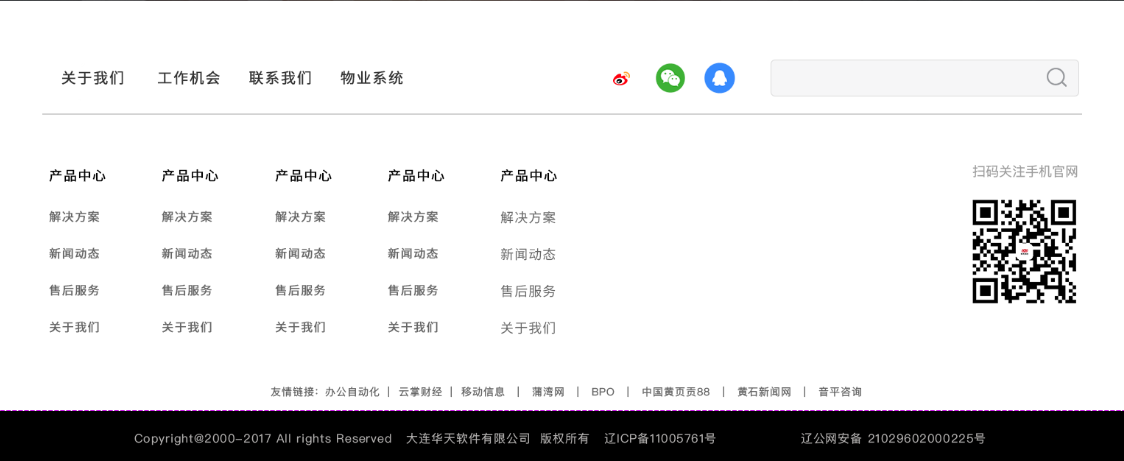 关于我们 工作机会 联系我们 物业系统
产品中心 产品中心 产品中心 产品中心 产品中心 扫码关注手机官网
解决方案 解决方案 解决方案 解决方案 解决方案
新闻动态 新闻动态 新闻动态 新闻动态 新闻动态
售后服务 售后服务 售后服务 售后服务 售后服务
关于我们 关于我们 关于我们 关于我们 关于我们
友情链接：办公自动化 | 云掌财经 | 移动信息 | 蒲湾网 | BPO | 中国黄页贡88 | 黄石新闻网 | 音平咨询
Copyright@2000-2017 All rights Reserved 大连华天软件有限公司 版权所有 辽ICP备11005761号 辽公网安备 21029602000225号